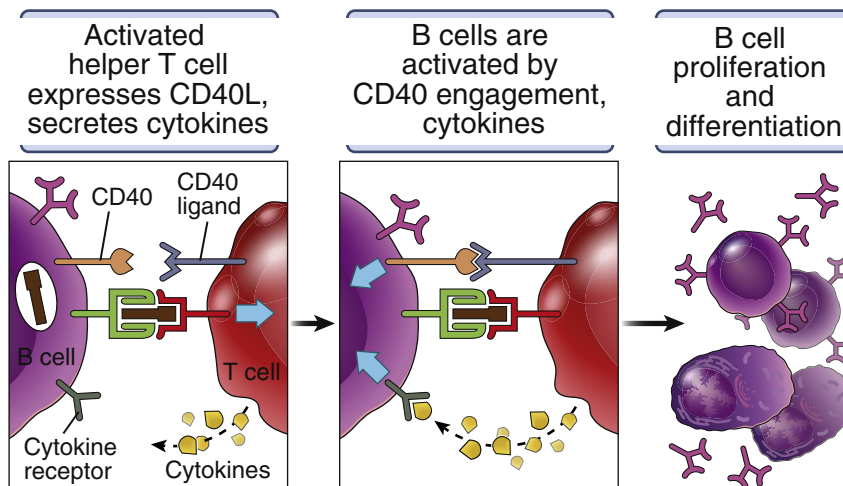 Activated
helper T cell
expresses CD40L,
secretes cytokines
B cells are
activated by
CD40 engagement,
cytokines
B cell
proliferation
and
differentiation
CD40
CD40
ligand
B cell
T cell
Cytokine
receptor
Cytokines